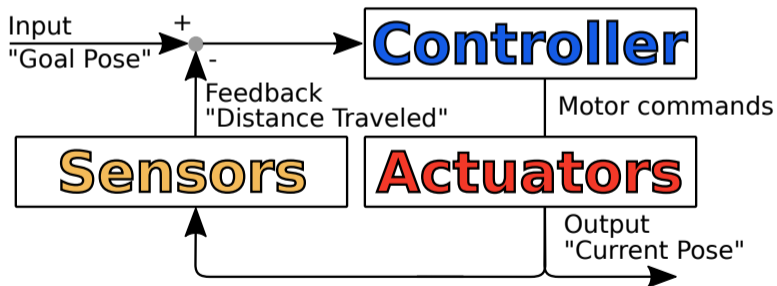 Input
+
"Goal Pose"
-
Controller
Feedback
"Distance Traveled"
Motor commands
Sensors
Actuators
Output
"Current Pose"